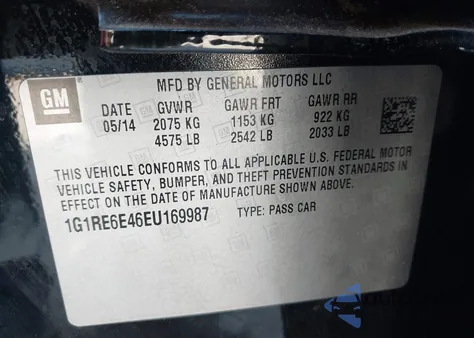 MFD BY GENERAL MOTORS LLC
GM
DATE GVWR GAWR FRT GAWR RR
05/14 2075 KG 1153 KG 922 KG
4575 LB 2542 LB 2033 LB
THIS VEHICLE CONFORMS TO ALL APPLICABLE U.S. FEDERAL MOTOR
VEHICLE SAFETY, BUMPER, AND THEFT PREVENTION STANDARDS IN
EFFECT ON THE DATE OF MANUFACTURE SHOWN ABOVE.
1G1RE6E46EU169987 TYPE: PASS CAR